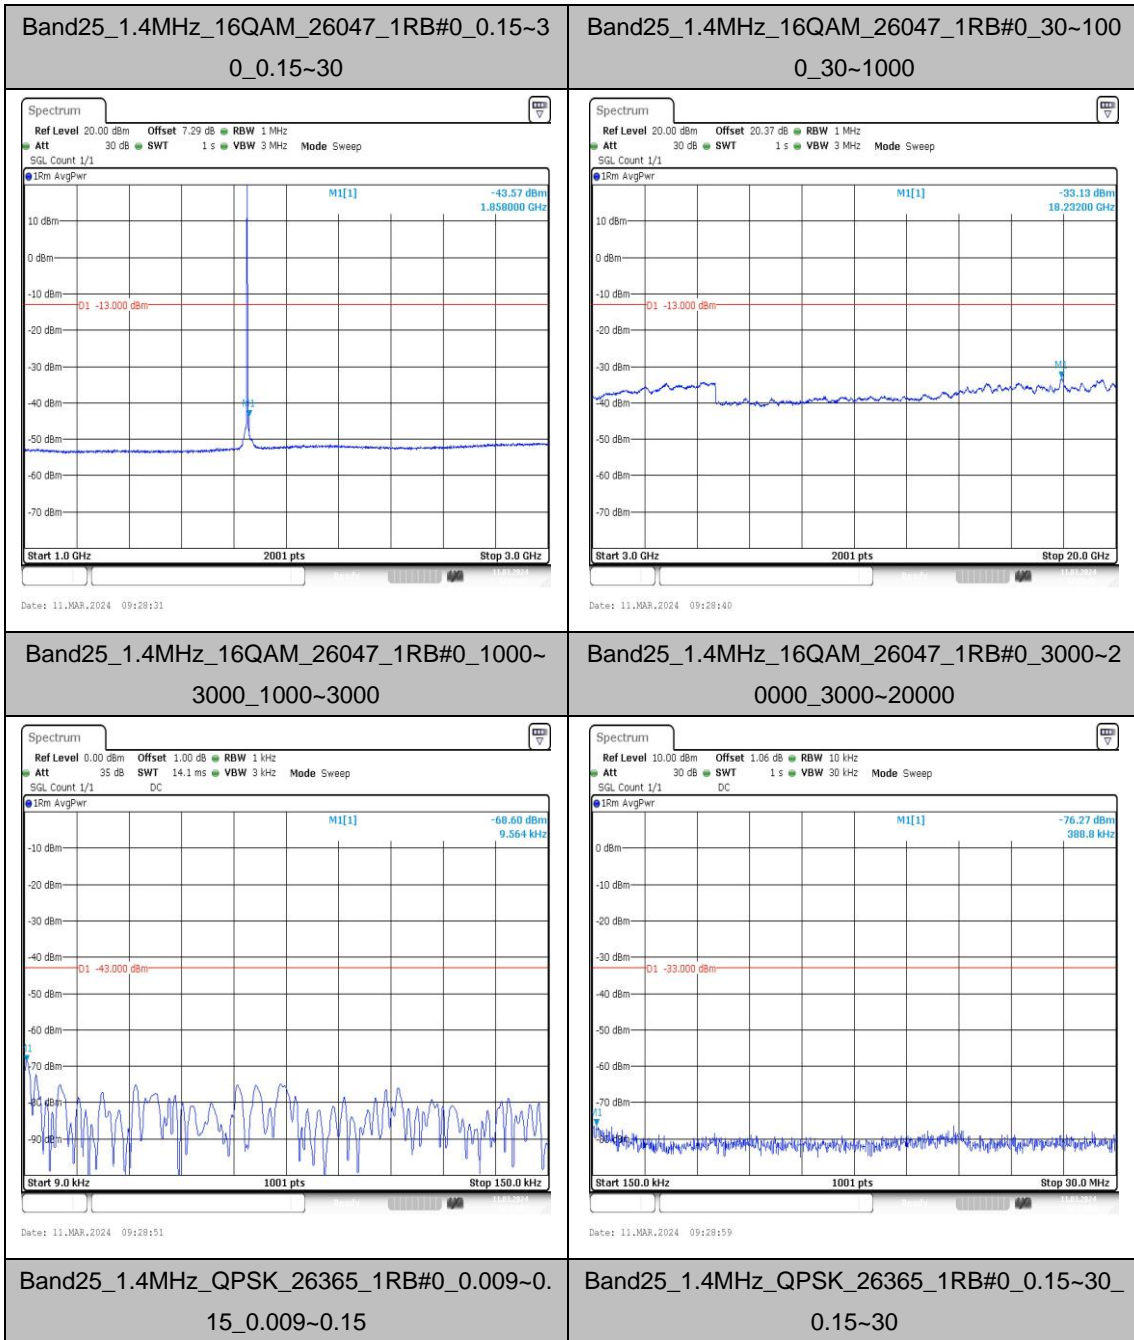 Band25_1.4MHz_16QAM_26047_1RB#0_0.15~3
0_0.15~30
Band25_1.4MHz_16QAM_26047_1RB#0_30~100
0_30~1000
Spectrum
Ref Level 20.00 dBm Offset 7.29 dB RBW 1 MHz
Att 30 dB SWT 1 s VBW 3 MHz Mode Sweep
SGL Count 1/1
1Rm AvgPwr
M1[1] -43.57 dBm
1.858000 GHz
10 dBm
0 dBm
-10 dBm
D1 -13.000 dBm
-20 dBm
-30 dBm
M1
-40 dBm
-50 dBm
-60 dBm
-70 dBm
Start 1.0 GHz 2001 pts Stop 3.0 GHz
Date: 11.MAR.2024 09:28:31
Spectrum
Ref Level 20.00 dBm Offset 20.37 dB RBW 1 MHz
Att 30 dB SWT 1 s VBW 3 MHz Mode Sweep
SGL Count 1/1
1Rm AvgPwr
M1[1] -33.13 dBm
18.23200 GHz
10 dBm
0 dBm
-10 dBm
D1 -13.000 dBm
-20 dBm
-30 dBm
M1
-40 dBm
-50 dBm
-60 dBm
-70 dBm
Start 3.0 GHz 2001 pts Stop 20.0 GHz
Date: 11.MAR.2024 09:28:40
Band25_1.4MHz_16QAM_26047_1RB#0_1000~
3000_1000~3000
Band25_1.4MHz_16QAM_26047_1RB#0_3000~2
0000_3000~20000
Spectrum
Ref Level 0.00 dBm Offset 1.00 dB RBW 1 kHz
Att 35 dB SWT 14.1 ms VBW 3 kHz Mode Sweep
SGL Count 1/1 DC
1Rm AvgPwr
M1[1] -68.60 dBm
9.564 kHz
-10 dBm
-20 dBm
-30 dBm
-40 dBm
D1 -43.000 dBm
-50 dBm
-60 dBm
-70 dBm
-80 dBm
-90 dBm
Start 9.0 kHz 1001 pts Stop 150.0 kHz
Date: 11.MAR.2024 09:28:51
Spectrum
Ref Level 10.00 dBm Offset 1.06 dB RBW 10 kHz
Att 30 dB SWT 1 s VBW 30 kHz Mode Sweep
SGL Count 1/1 DC
1Rm AvgPwr
M1[1] -76.27 dBm
388.8 kHz
0 dBm
-10 dBm
-20 dBm
-30 dBm
D1 -33.000 dBm
-40 dBm
-50 dBm
-60 dBm
-70 dBm
M1
-80 dBm
Start 150.0 kHz 1001 pts Stop 30.0 MHz
Date: 11.MAR.2024 09:28:59
Band25_1.4MHz_QPSK_26365_1RB#0_0.009~0.
15_0.009~0.15
Band25_1.4MHz_QPSK_26365_1RB#0_0.15~30_
0.15~30